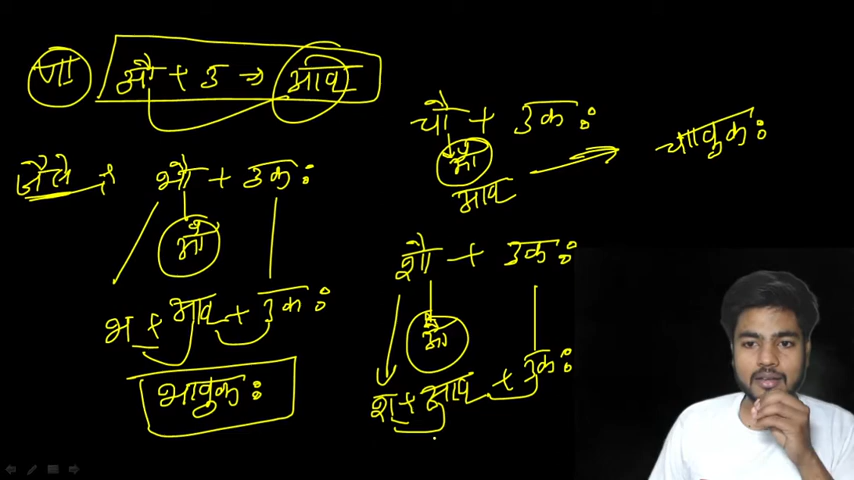 औ + उ → आव
चौ + उकः
औ
आव
चाावुकः
जैसे → भौ + उकः
औ
भ + आव + उकः
भावुकः
शौ + उकः
औ
श + आव + उकः